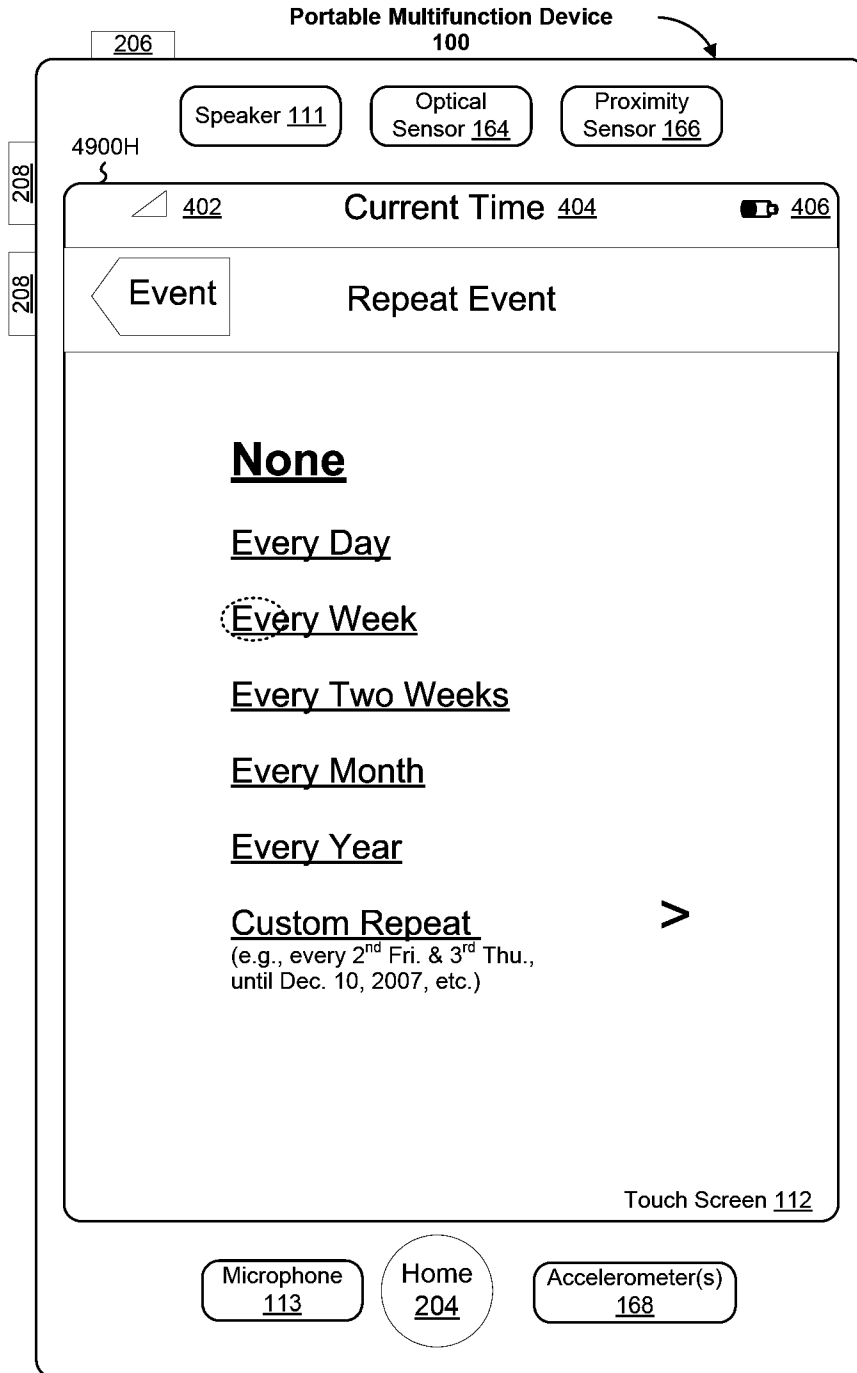 Portable Multifunction Device
100
206
Speaker 111
Optical
Sensor 164
Proximity
Sensor 166
4900H
208
208
402
Current Time 404
406
Event
Repeat Event
None
Every Day
Every Week
Every Two Weeks
Every Month
Every Year
Custom Repeat
>
(e.g., every 2nd Fri. & 3rd Thu.,
until Dec. 10, 2007, etc.)
Touch Screen 112
Microphone
113
Home
204
Accelerometer(s)
168